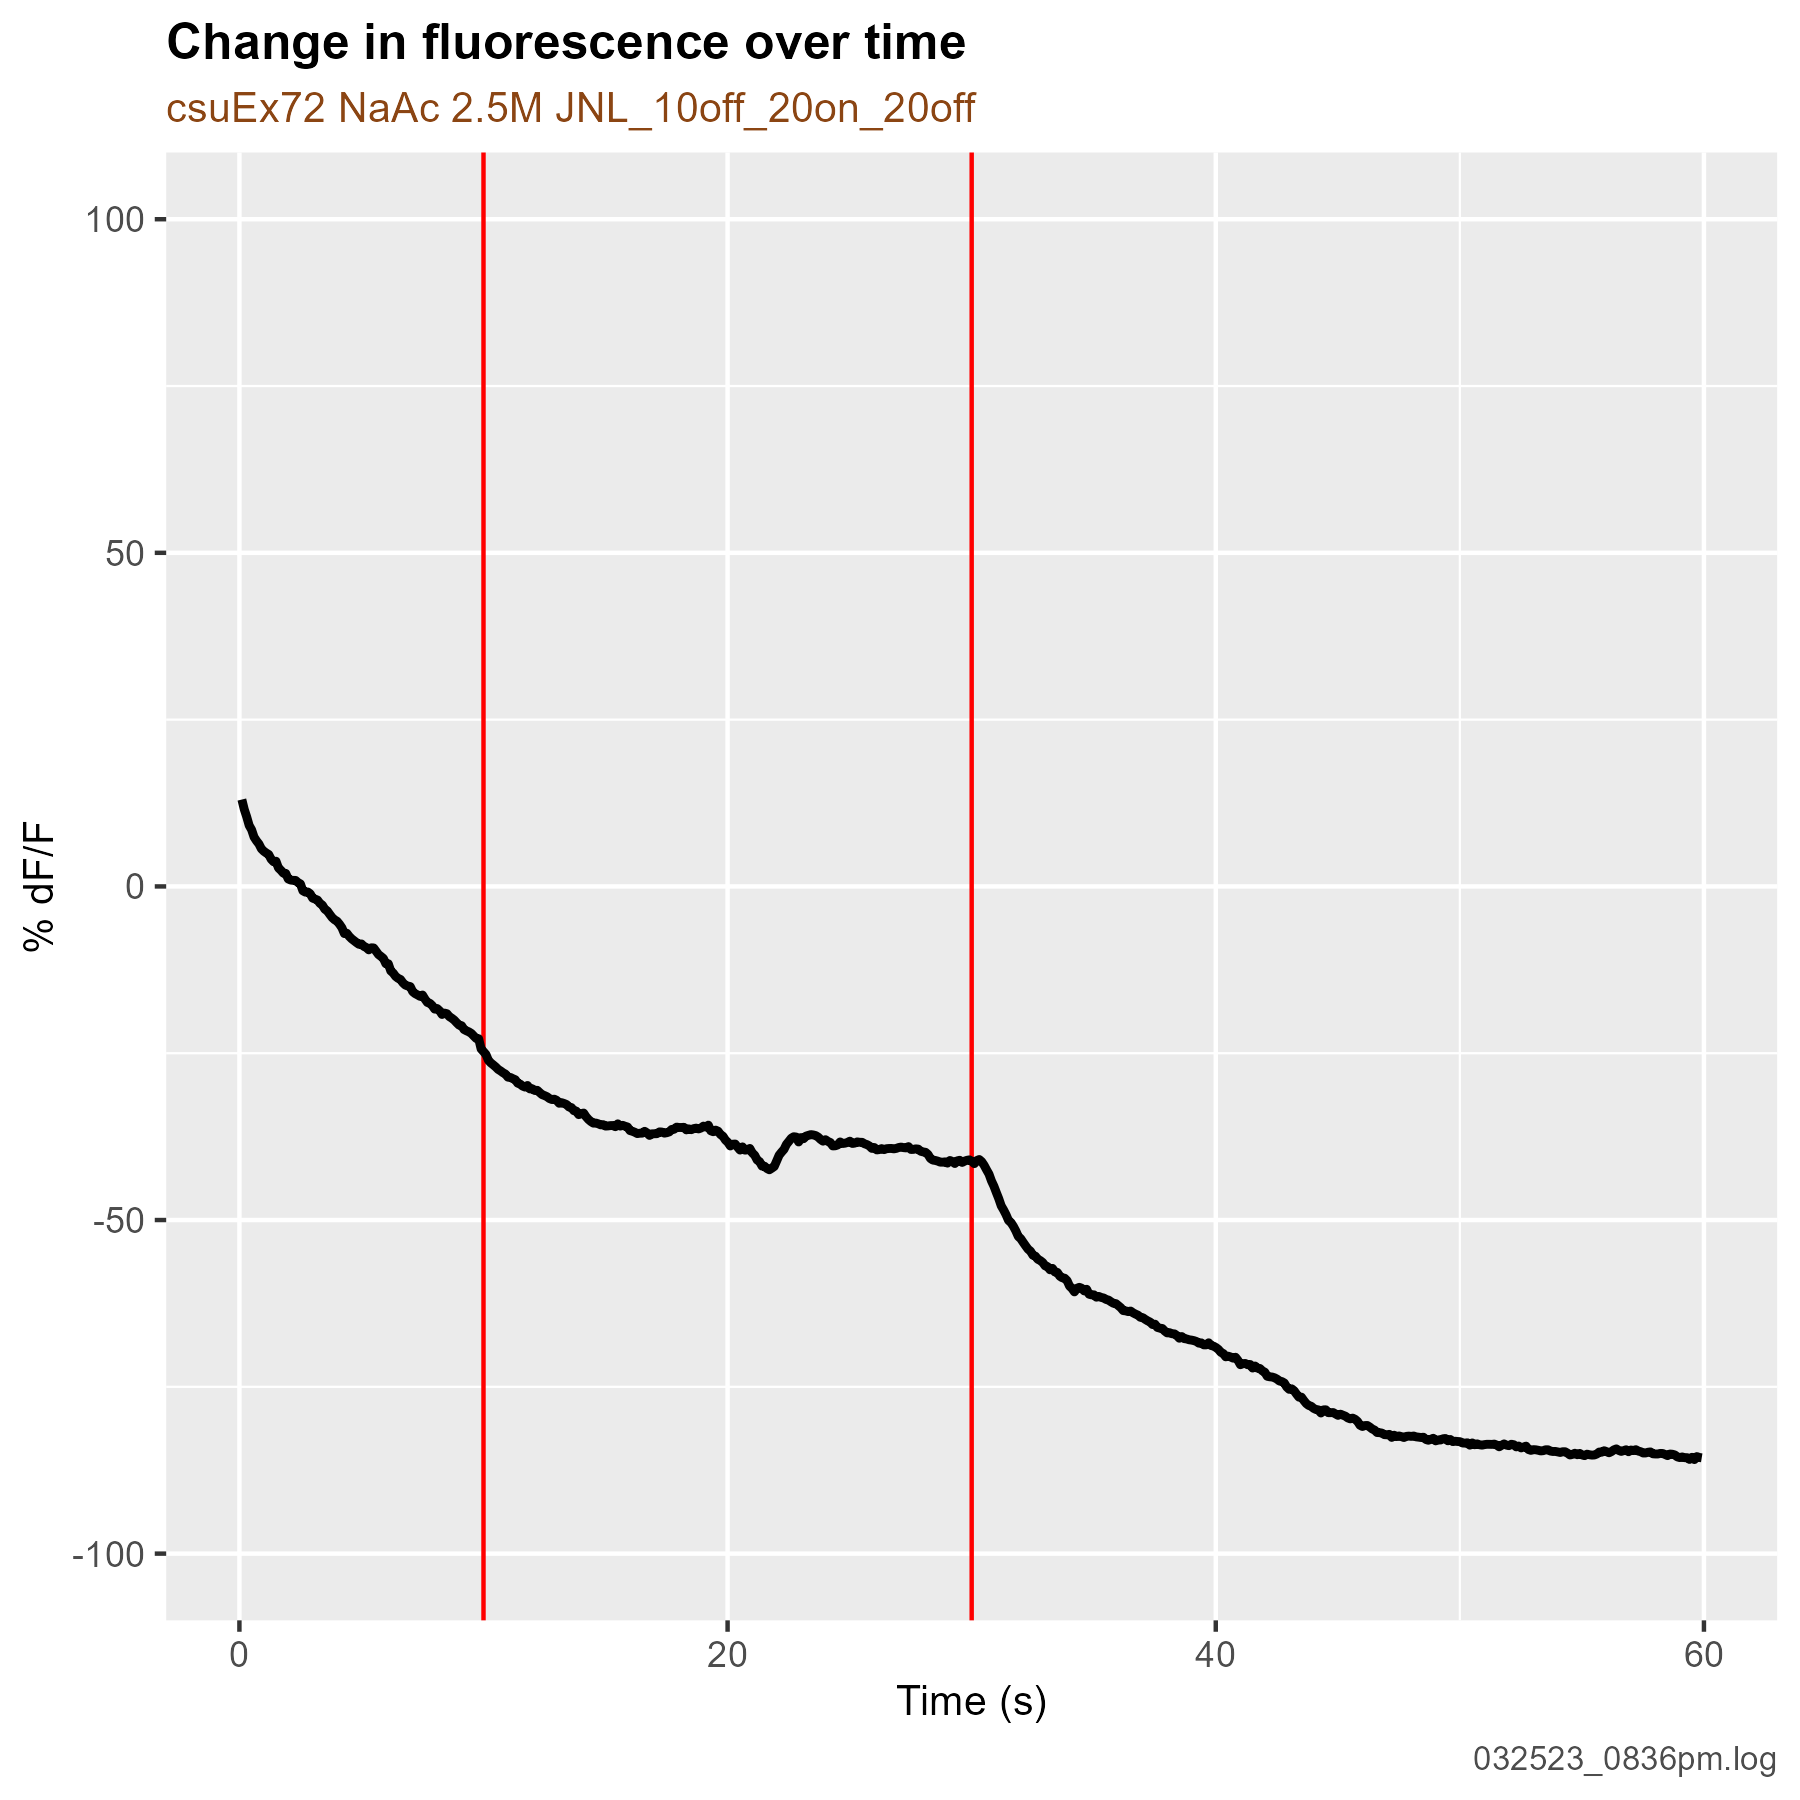 Change in fluorescence over time
csuEx72 NaAc 2.5M JNL_10off_20on_20off
100
50
0
-50
-100
% dF/F
0 20 40 60
Time (s)
032523_0836pm.log